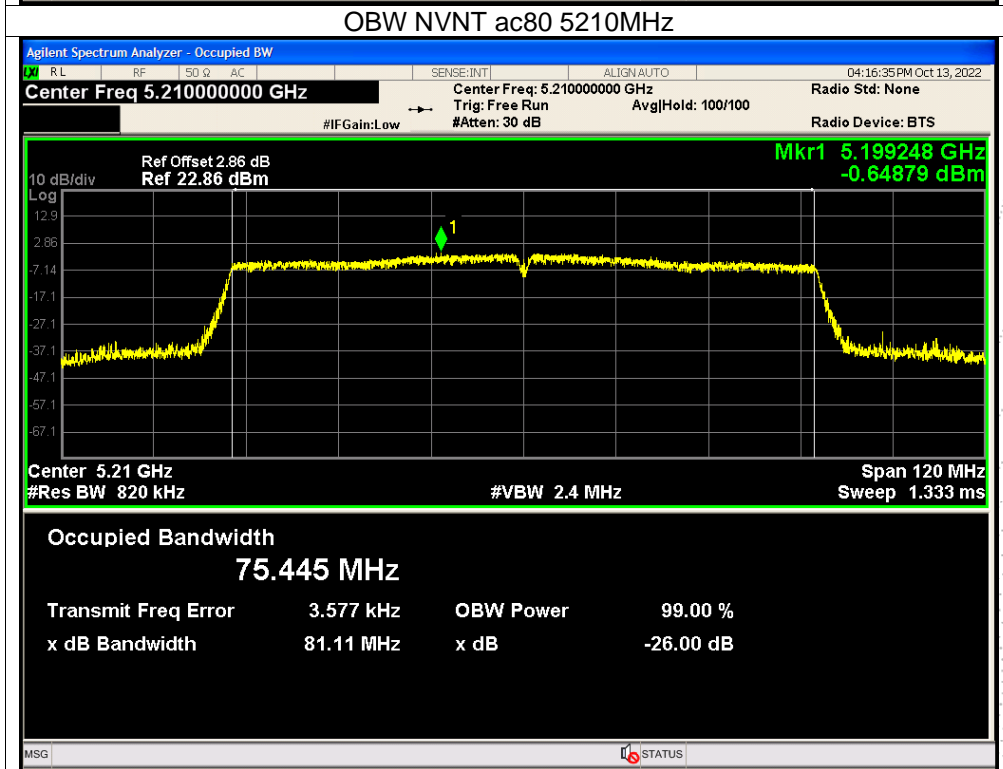 OBW NVNT ac80 5210MHz
Agilent Spectrum Analyzer - Occupied BW
LXI RL RF 50 Ω AC SENSE:INT ALIGN AUTO 04:16:35 PM Oct 13, 2022
Center Freq 5.210000000 GHz Center Freq: 5.210000000 GHz Radio Std: None
Trig: Free Run Avg|Hold: 100/100
#IFGain:Low #Atten: 30 dB Radio Device: BTS
Mkr1 5.199248 GHz
-0.64879 dBm
Ref Offset 2.86 dB
10 dB/div Ref 22.86 dBm
Log
12.9
1
2.86
-7.14
-17.1
-27.1
-37.1
-47.1
-57.1
-67.1
Center 5.21 GHz Span 120 MHz
#Res BW 820 kHz #VBW 2.4 MHz Sweep 1.333 ms
Occupied Bandwidth
75.445 MHz
Transmit Freq Error 3.577 kHz OBW Power 99.00 %
x dB Bandwidth 81.11 MHz x dB -26.00 dB
MSG STATUS